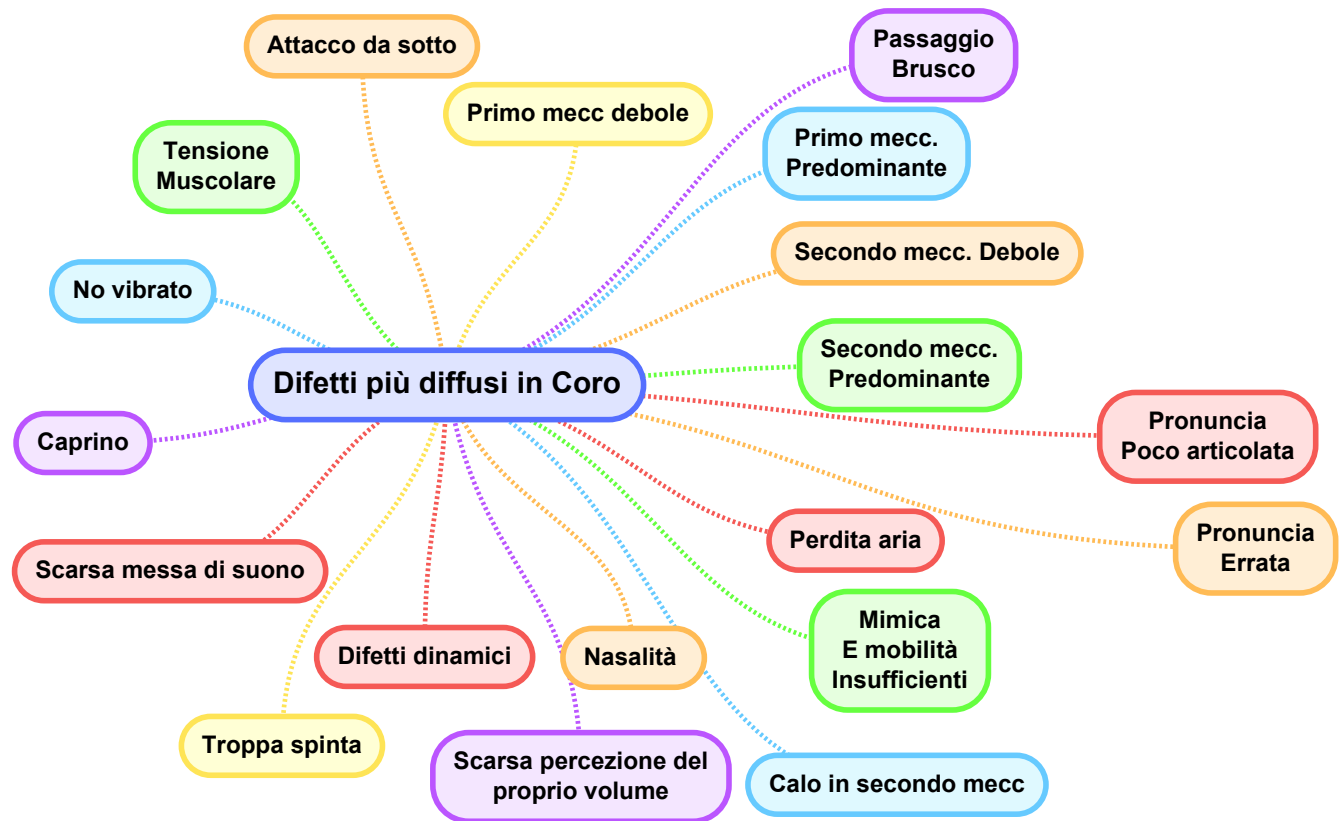 Attacco da sotto
Passaggio
Brusco
Primo mecc debole
Primo mecc.
Predominante
Tensione
Muscolare
Secondo mecc. Debole
No vibrato
Secondo mecc.
Predominante
Difetti più diffusi in Coro
Caprino
Pronuncia
Poco articolata
Perdita aria
Pronuncia
Errata
Scarsa messa di suono
Mimica
E mobilità
Insufficienti
Difetti dinamici
Nasalità
Troppa spinta
Scarsa percezione del
proprio volume
Calo in secondo mecc